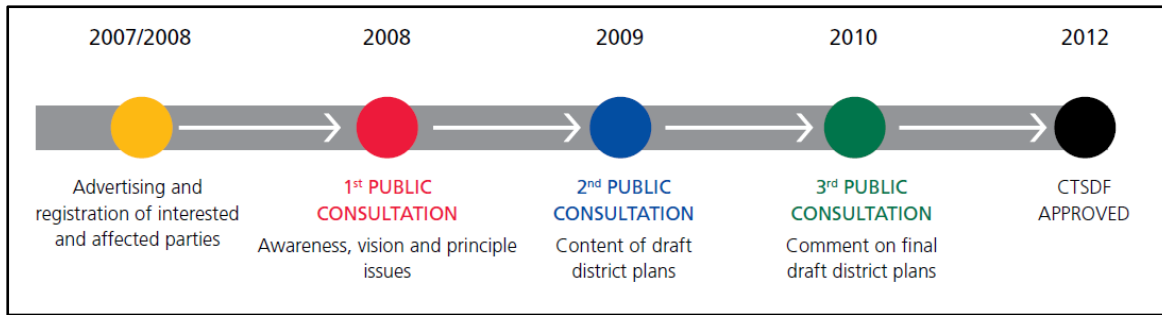 2007/2008
2008
2009
2010
2012
Advertising and
registration of interested
and affected parties
1st PUBLIC
CONSULTATION
Awareness, vision and principle
issues
2nd PUBLIC
CONSULTATION
Content of draft
district plans
3rd PUBLIC
CONSULTATION
Comment on final
draft district plans
CTSDF
APPROVED